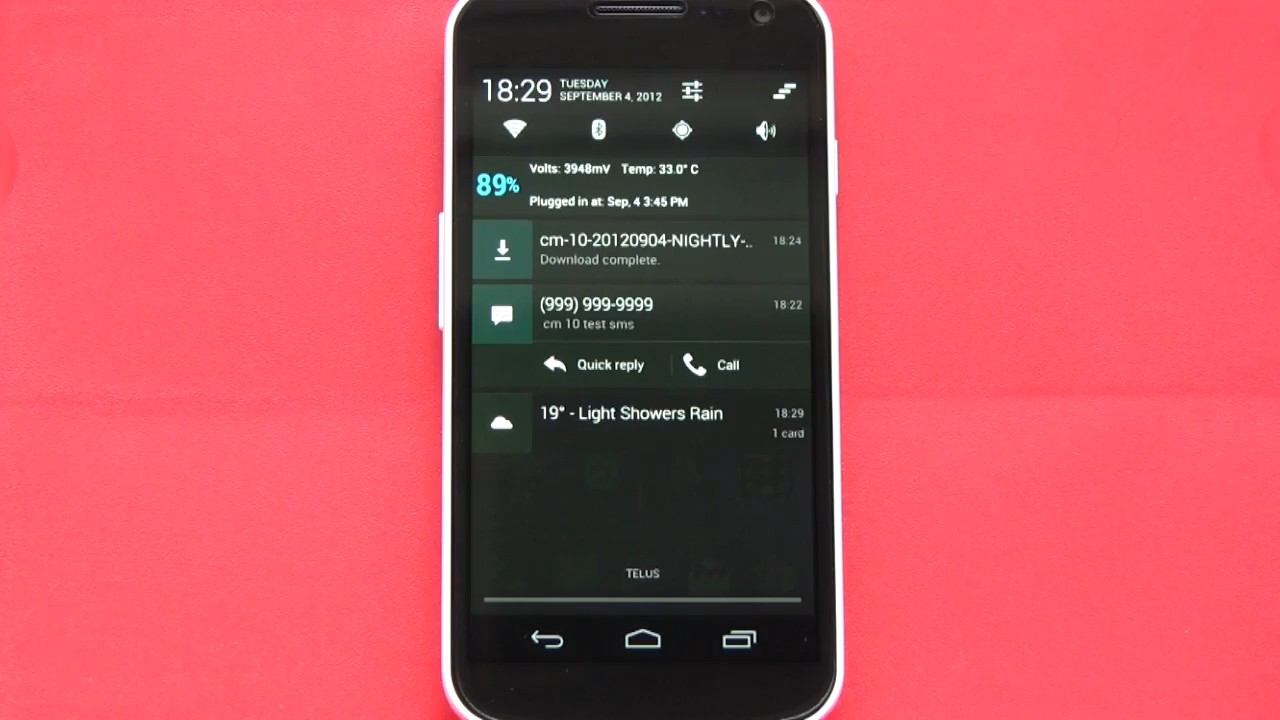 18:29 TUESDAY
SEPTEMBER 4, 2012
Volts: 3948mV Temp: 33.0° C
89%
Plugged in at: Sep, 4 3:45 PM
cm-10-20120904-NIGHTLY-.. 18:24
Download complete.
(999) 999-9999 18:22
cm 10 test sms
Quick reply Call
19° - Light Showers Rain 18:29
1 card
TELUS